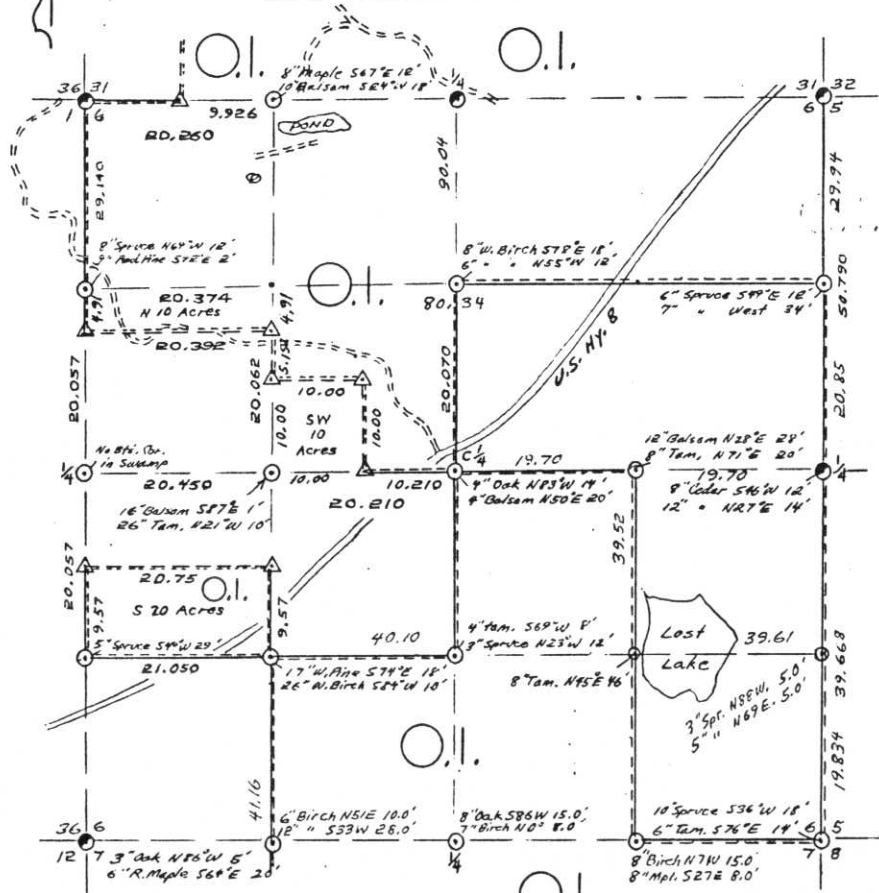 O.I.
O.I.
8" Maple S67°E 12'
10" Balsam S24°W 18'
36 31
1 6
1/4
31 32
6 5
20.260
9.926
POND
29.140
90.04
29.94
8" Spruce N64°W 12'
9" Red Pine S72°E 2'
8" W. Birch S78°E 18'
6" " " N55°W 12'
O.I.
6" Spruce S49°E 12'
7" " West 34'
20.374
N 10 Acres
4.91
4.91
80.34
50.790
20.392
U.S. HY. 8
20.057
20.062
5.152
20.070
20.85
10.00
10.00
SW
10
Acres
10.00
No Bts. Cor.
in Swamp
C 1/4
19.70
12" Balsam N28°E 28'
8" Tam. N71°E 20'
19.70
1/4
1/4
20.450
10.00
10.210
20.210
4" Oak N83°W 14'
4" Balsam N50°E 20'
8" Cedar S46°W 12'
12" " N27°E 14'
16" Balsam S87°E 1'
26" Tam. N21°W 10'
39.52
20.057
20.75
O.I.
S 20 Acres
9.57
9.57
5" Spruce S49°W 29'
40.10
4" Tam. S69°W 8'
3" Spruce N23°W 12'
Lost
Lake
39.61
21.050
17" W. Pine S74°E 18'
26" W. Birch S84°W 10'
8" Tam. N45°E 46'
39.668
3" Spr. N88W. 5.0'
5" " N69E. 5.0'
O.I.
19.834
41.16
6" Birch N51E 10.0'
12" " S33W 28.0'
8" Oak S86W 15.0'
7" Birch N0° 8.0'
10" Spruce S36°W 18'
6" Tam. S76°E 14'
36 6
12 7
6 5
7 8
1/4
3" Oak N86°W 5'
6" R. Maple S64°E 20'
8" Birch N7W 15.0'
8" Mpl. S27E 8.0'
O.I.